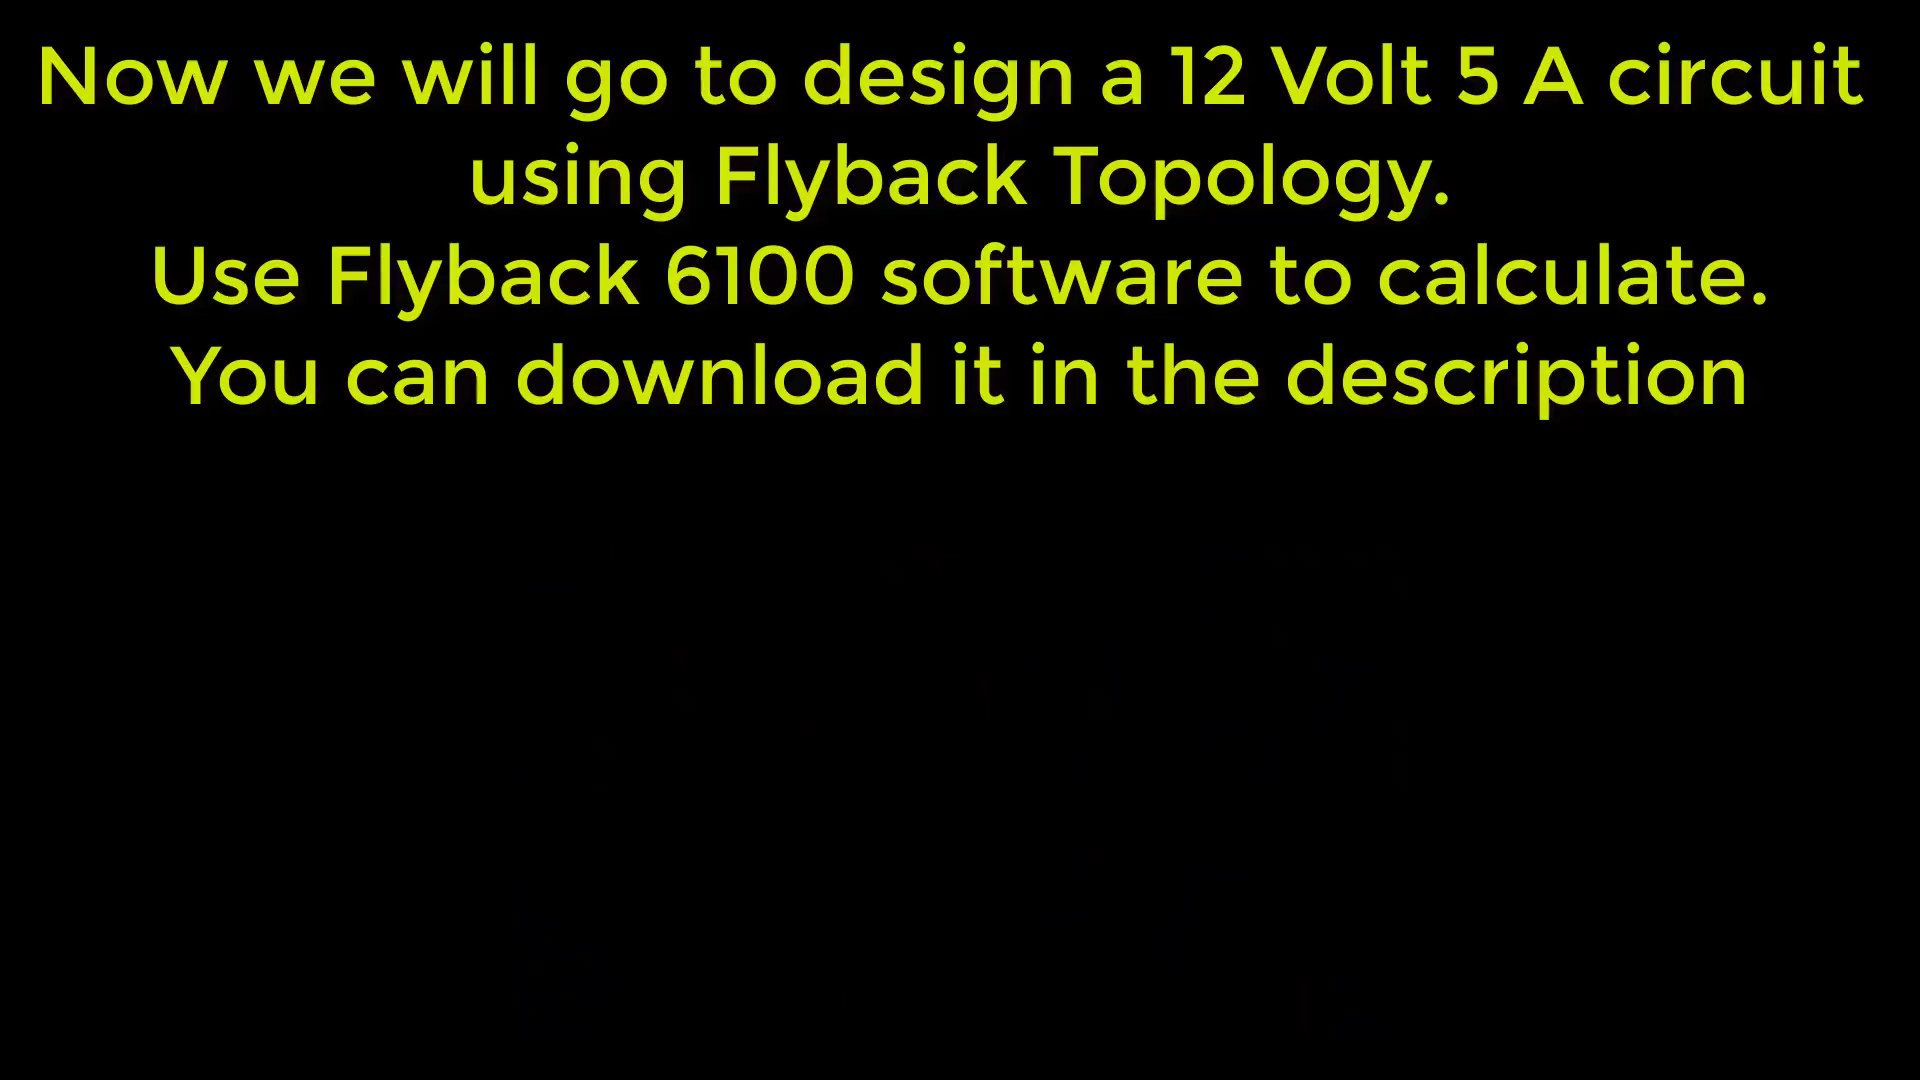 Now we will go to design a 12 Volt 5 A circuit
using Flyback Topology.
Use Flyback 6100 software to calculate.
You can download it in the description